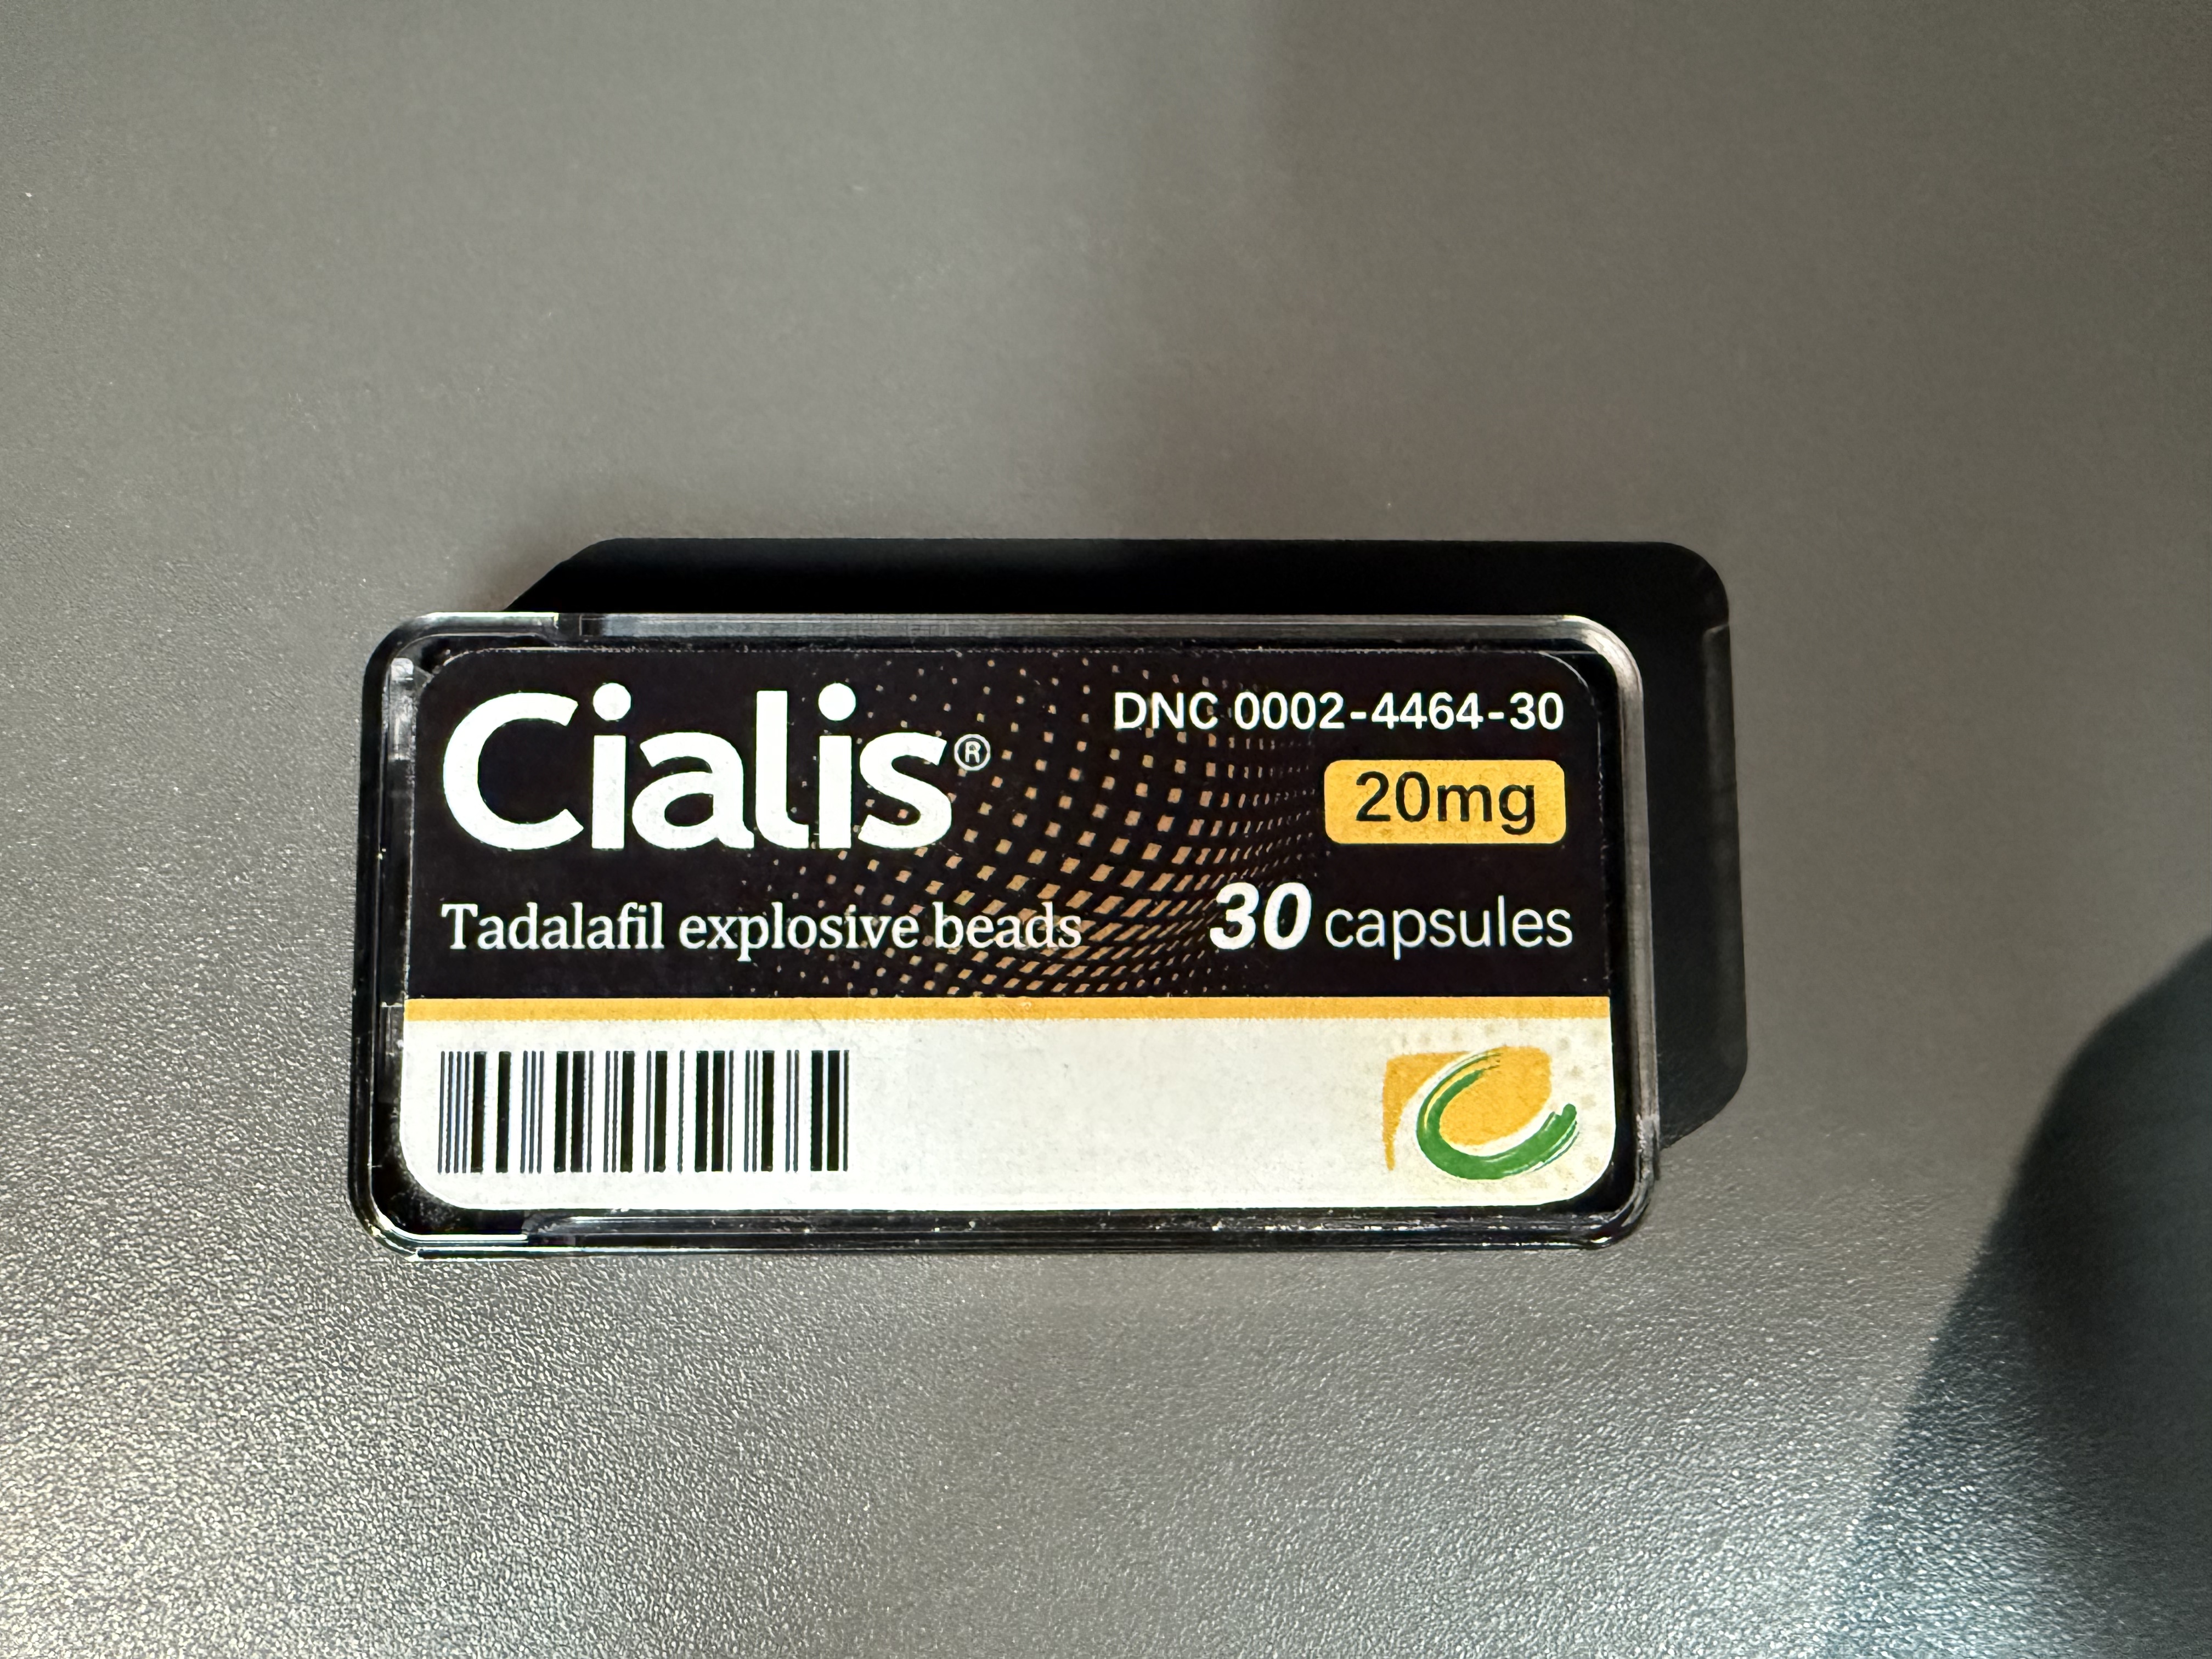 Cialis®
DNC 0002-4464-30
20mg
Tadalafil explosive beads
30 capsules